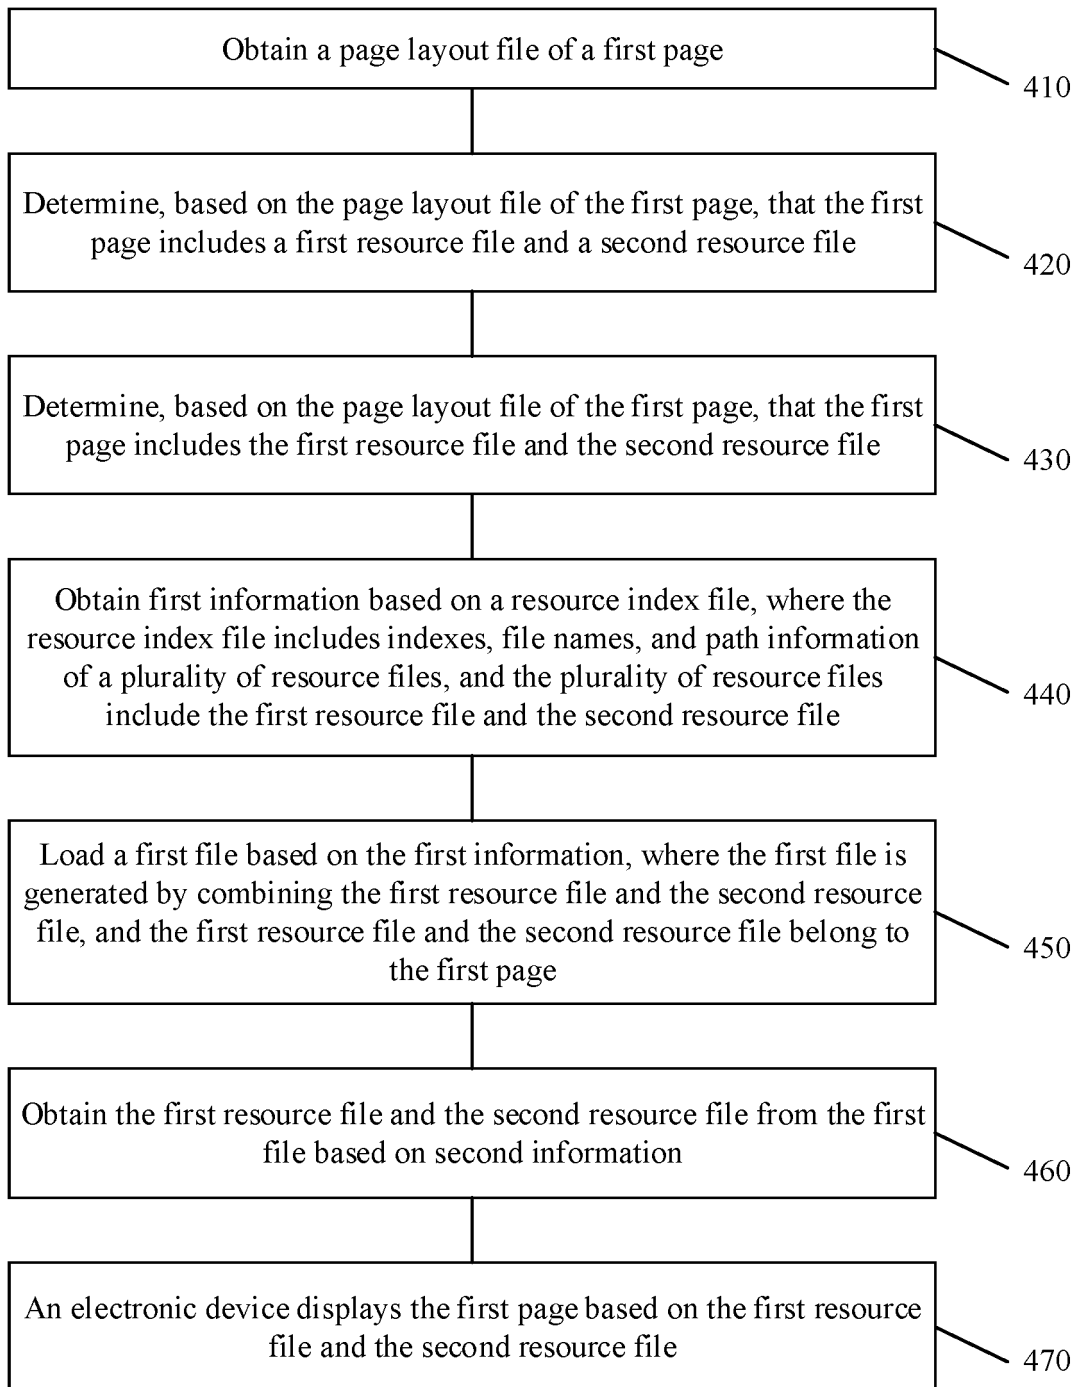 Obtain a page layout file of a first page
410
Determine, based on the page layout file of the first page, that the first
page includes a first resource file and a second resource file
420
Determine, based on the page layout file of the first page, that the first
page includes the first resource file and the second resource file
430
Obtain first information based on a resource index file, where the
resource index file includes indexes, file names, and path information
of a plurality of resource files, and the plurality of resource files
include the first resource file and the second resource file
440
Load a first file based on the first information, where the first file is
generated by combining the first resource file and the second resource
file, and the first resource file and the second resource file belong to
the first page
450
Obtain the first resource file and the second resource file from the first
file based on second information
460
An electronic device displays the first page based on the first resource
file and the second resource file
470